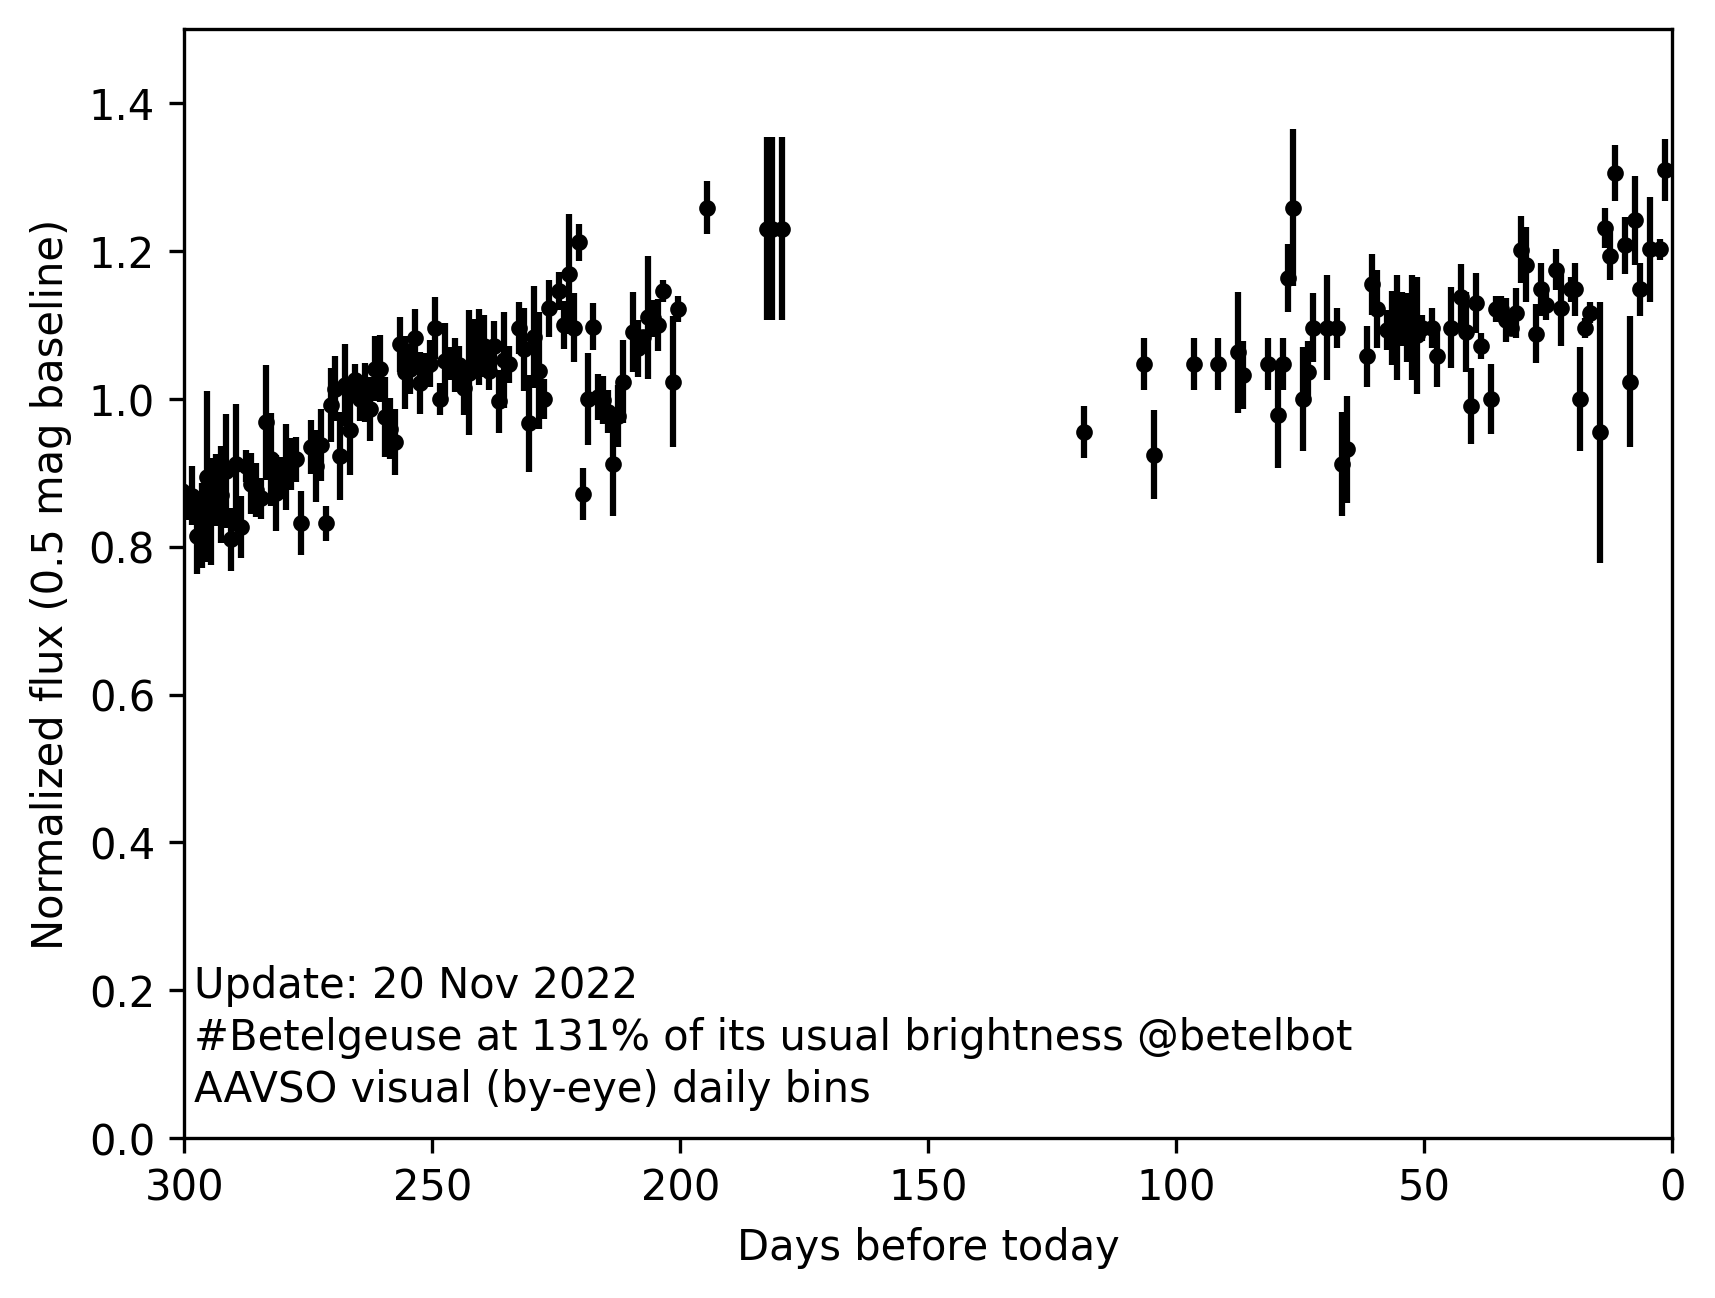 1.4
1.2
1.0
0.8
0.6
0.4
0.2
0.0
Normalized flux (0.5 mag baseline)
Update: 20 Nov 2022
#Betelgeuse at 131% of its usual brightness @betelbot
AAVSO visual (by-eye) daily bins
300 250 200 150 100 50 0
Days before today